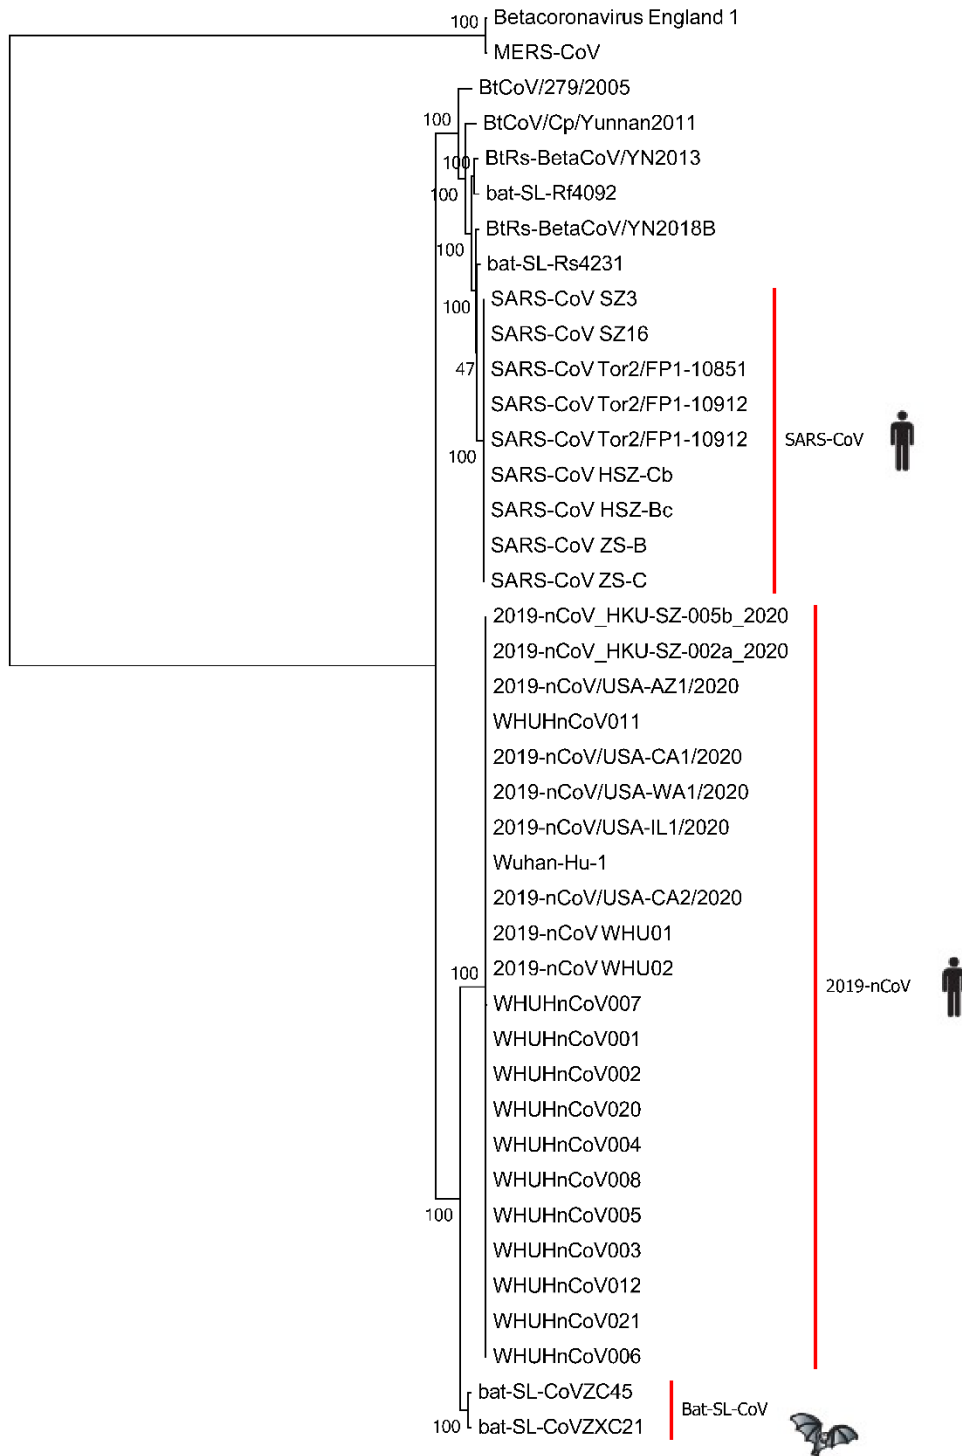 100
Betacoronavirus England 1
MERS-CoV
BtCoV/279/2005
100
BtCoV/Cp/Yunnan2011
100
BtRs-BetaCoV/YN2013
100
bat-SL-Rf4092
BtRs-BetaCoV/YN2018B
100
bat-SL-Rs4231
100
SARS-CoV SZ3
SARS-CoV SZ16
47
SARS-CoV Tor2/FP1-10851
SARS-CoV Tor2/FP1-10912
SARS-CoV Tor2/FP1-10912
SARS-CoV
100
SARS-CoV HSZ-Cb
SARS-CoV HSZ-Bc
SARS-CoV ZS-B
SARS-CoV ZS-C
2019-nCoV_HKU-SZ-005b_2020
2019-nCoV_HKU-SZ-002a_2020
2019-nCoV/USA-AZ1/2020
WHUHnCoV011
2019-nCoV/USA-CA1/2020
2019-nCoV/USA-WA1/2020
2019-nCoV/USA-IL1/2020
Wuhan-Hu-1
2019-nCoV/USA-CA2/2020
2019-nCoV WHU01
100
2019-nCoV WHU02
2019-nCoV
WHUHnCoV007
WHUHnCoV001
WHUHnCoV002
WHUHnCoV020
WHUHnCoV004
WHUHnCoV008
100
WHUHnCoV005
WHUHnCoV003
WHUHnCoV012
WHUHnCoV021
WHUHnCoV006
bat-SL-CoVZC45
Bat-SL-CoV
100
bat-SL-CoVZXC21